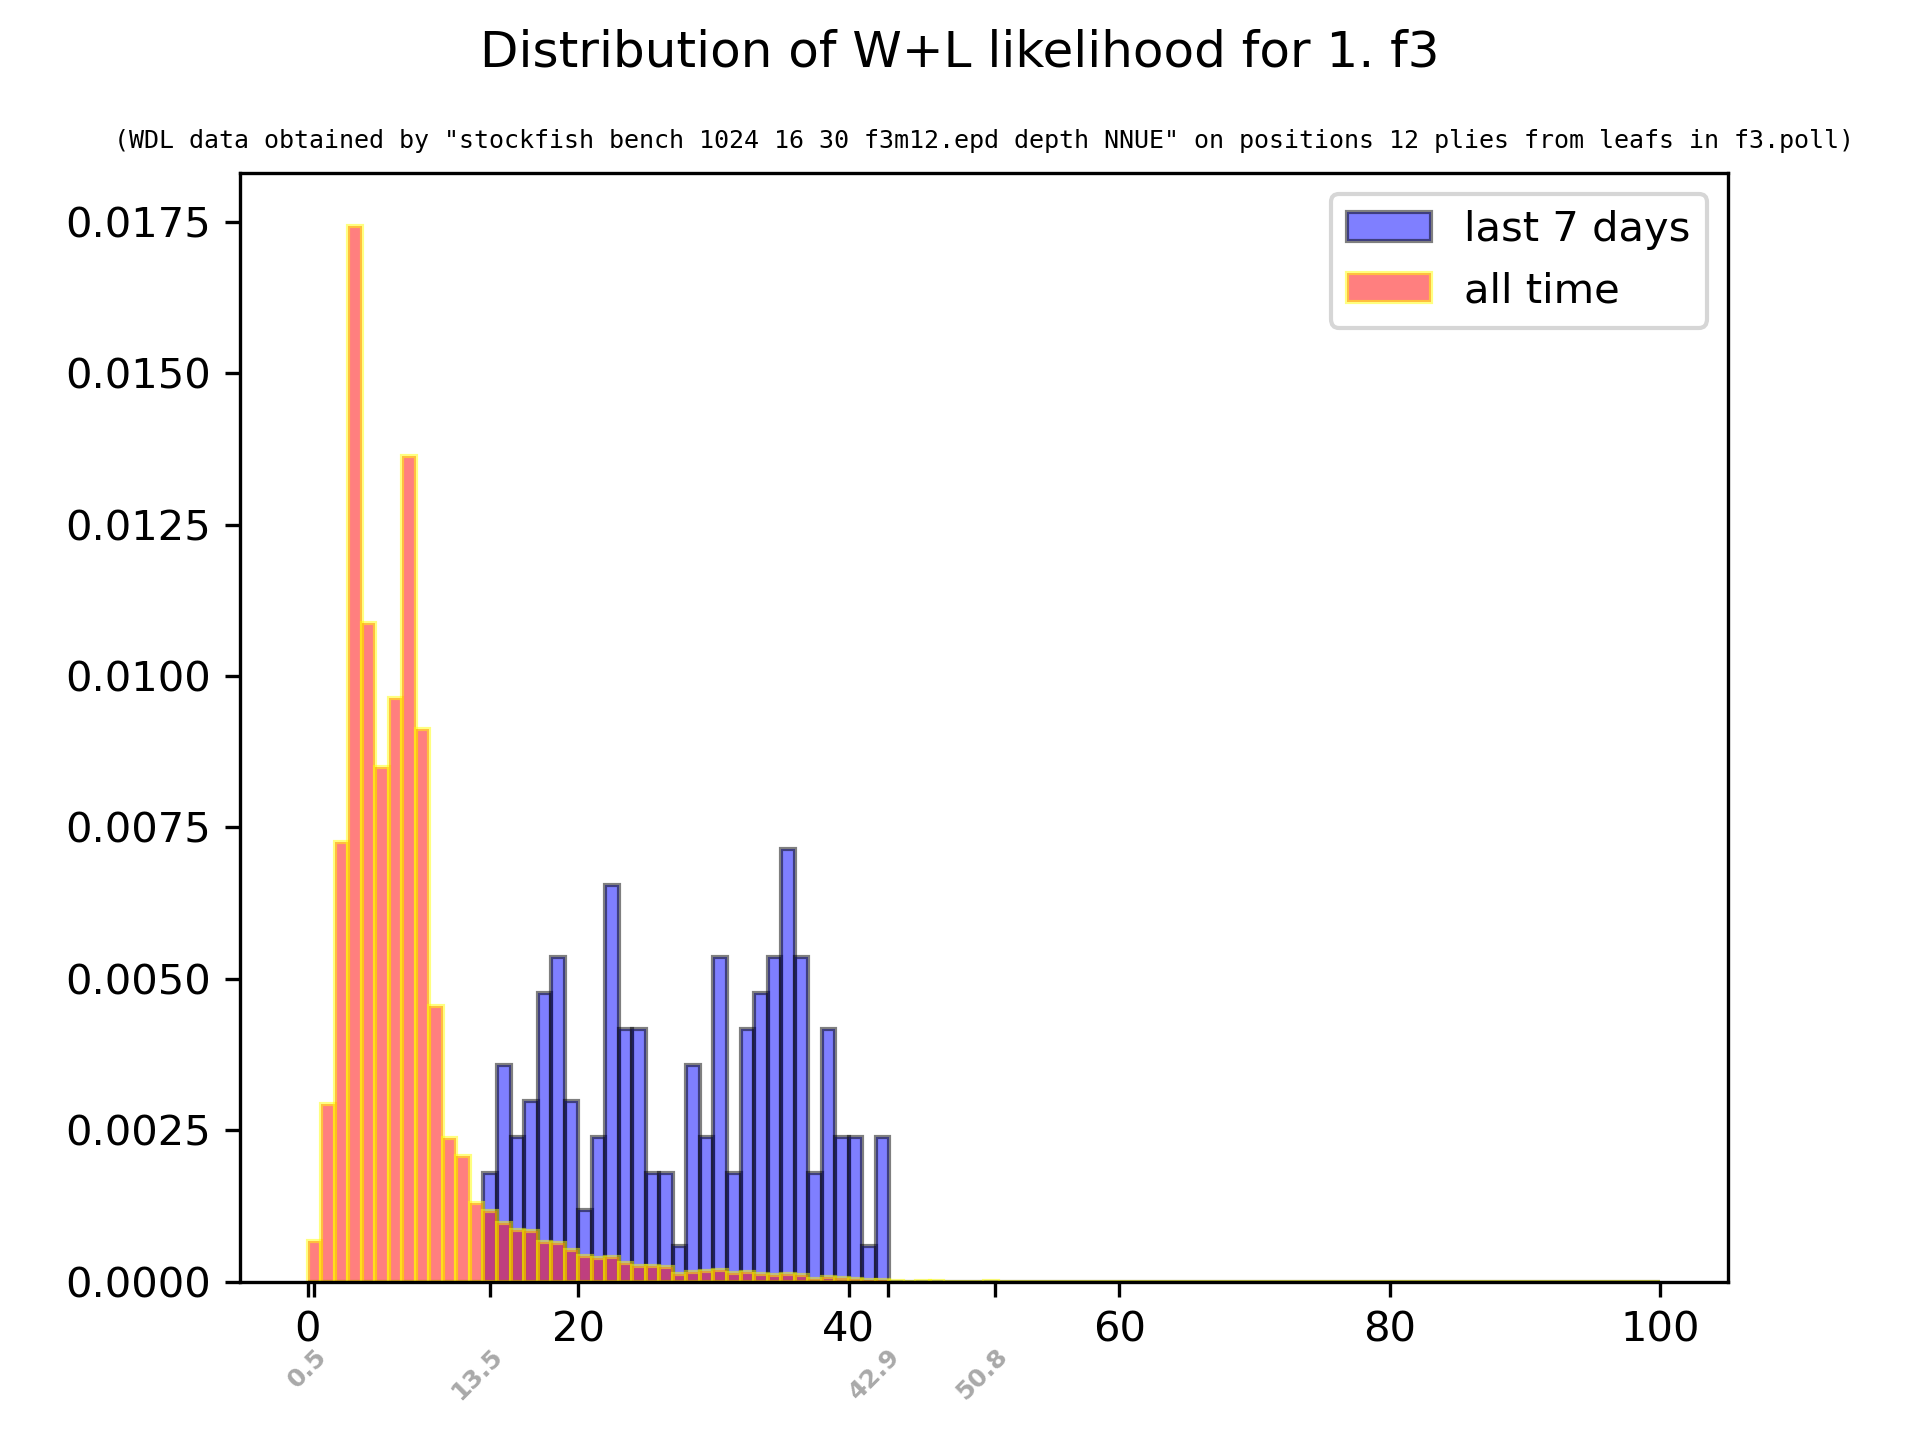 Distribution of W+L likelihood for 1. f3
(WDL data obtained by "stockfish bench 1024 16 30 f3m12.epd depth NNUE" on positions 12 plies from leafs in f3.poll)
last 7 days
all time
0.0175
0.0150
0.0125
0.0100
0.0075
0.0050
0.0025
0.0000
0 20 40 60 80 100
0.5 13.5 42.9 50.8